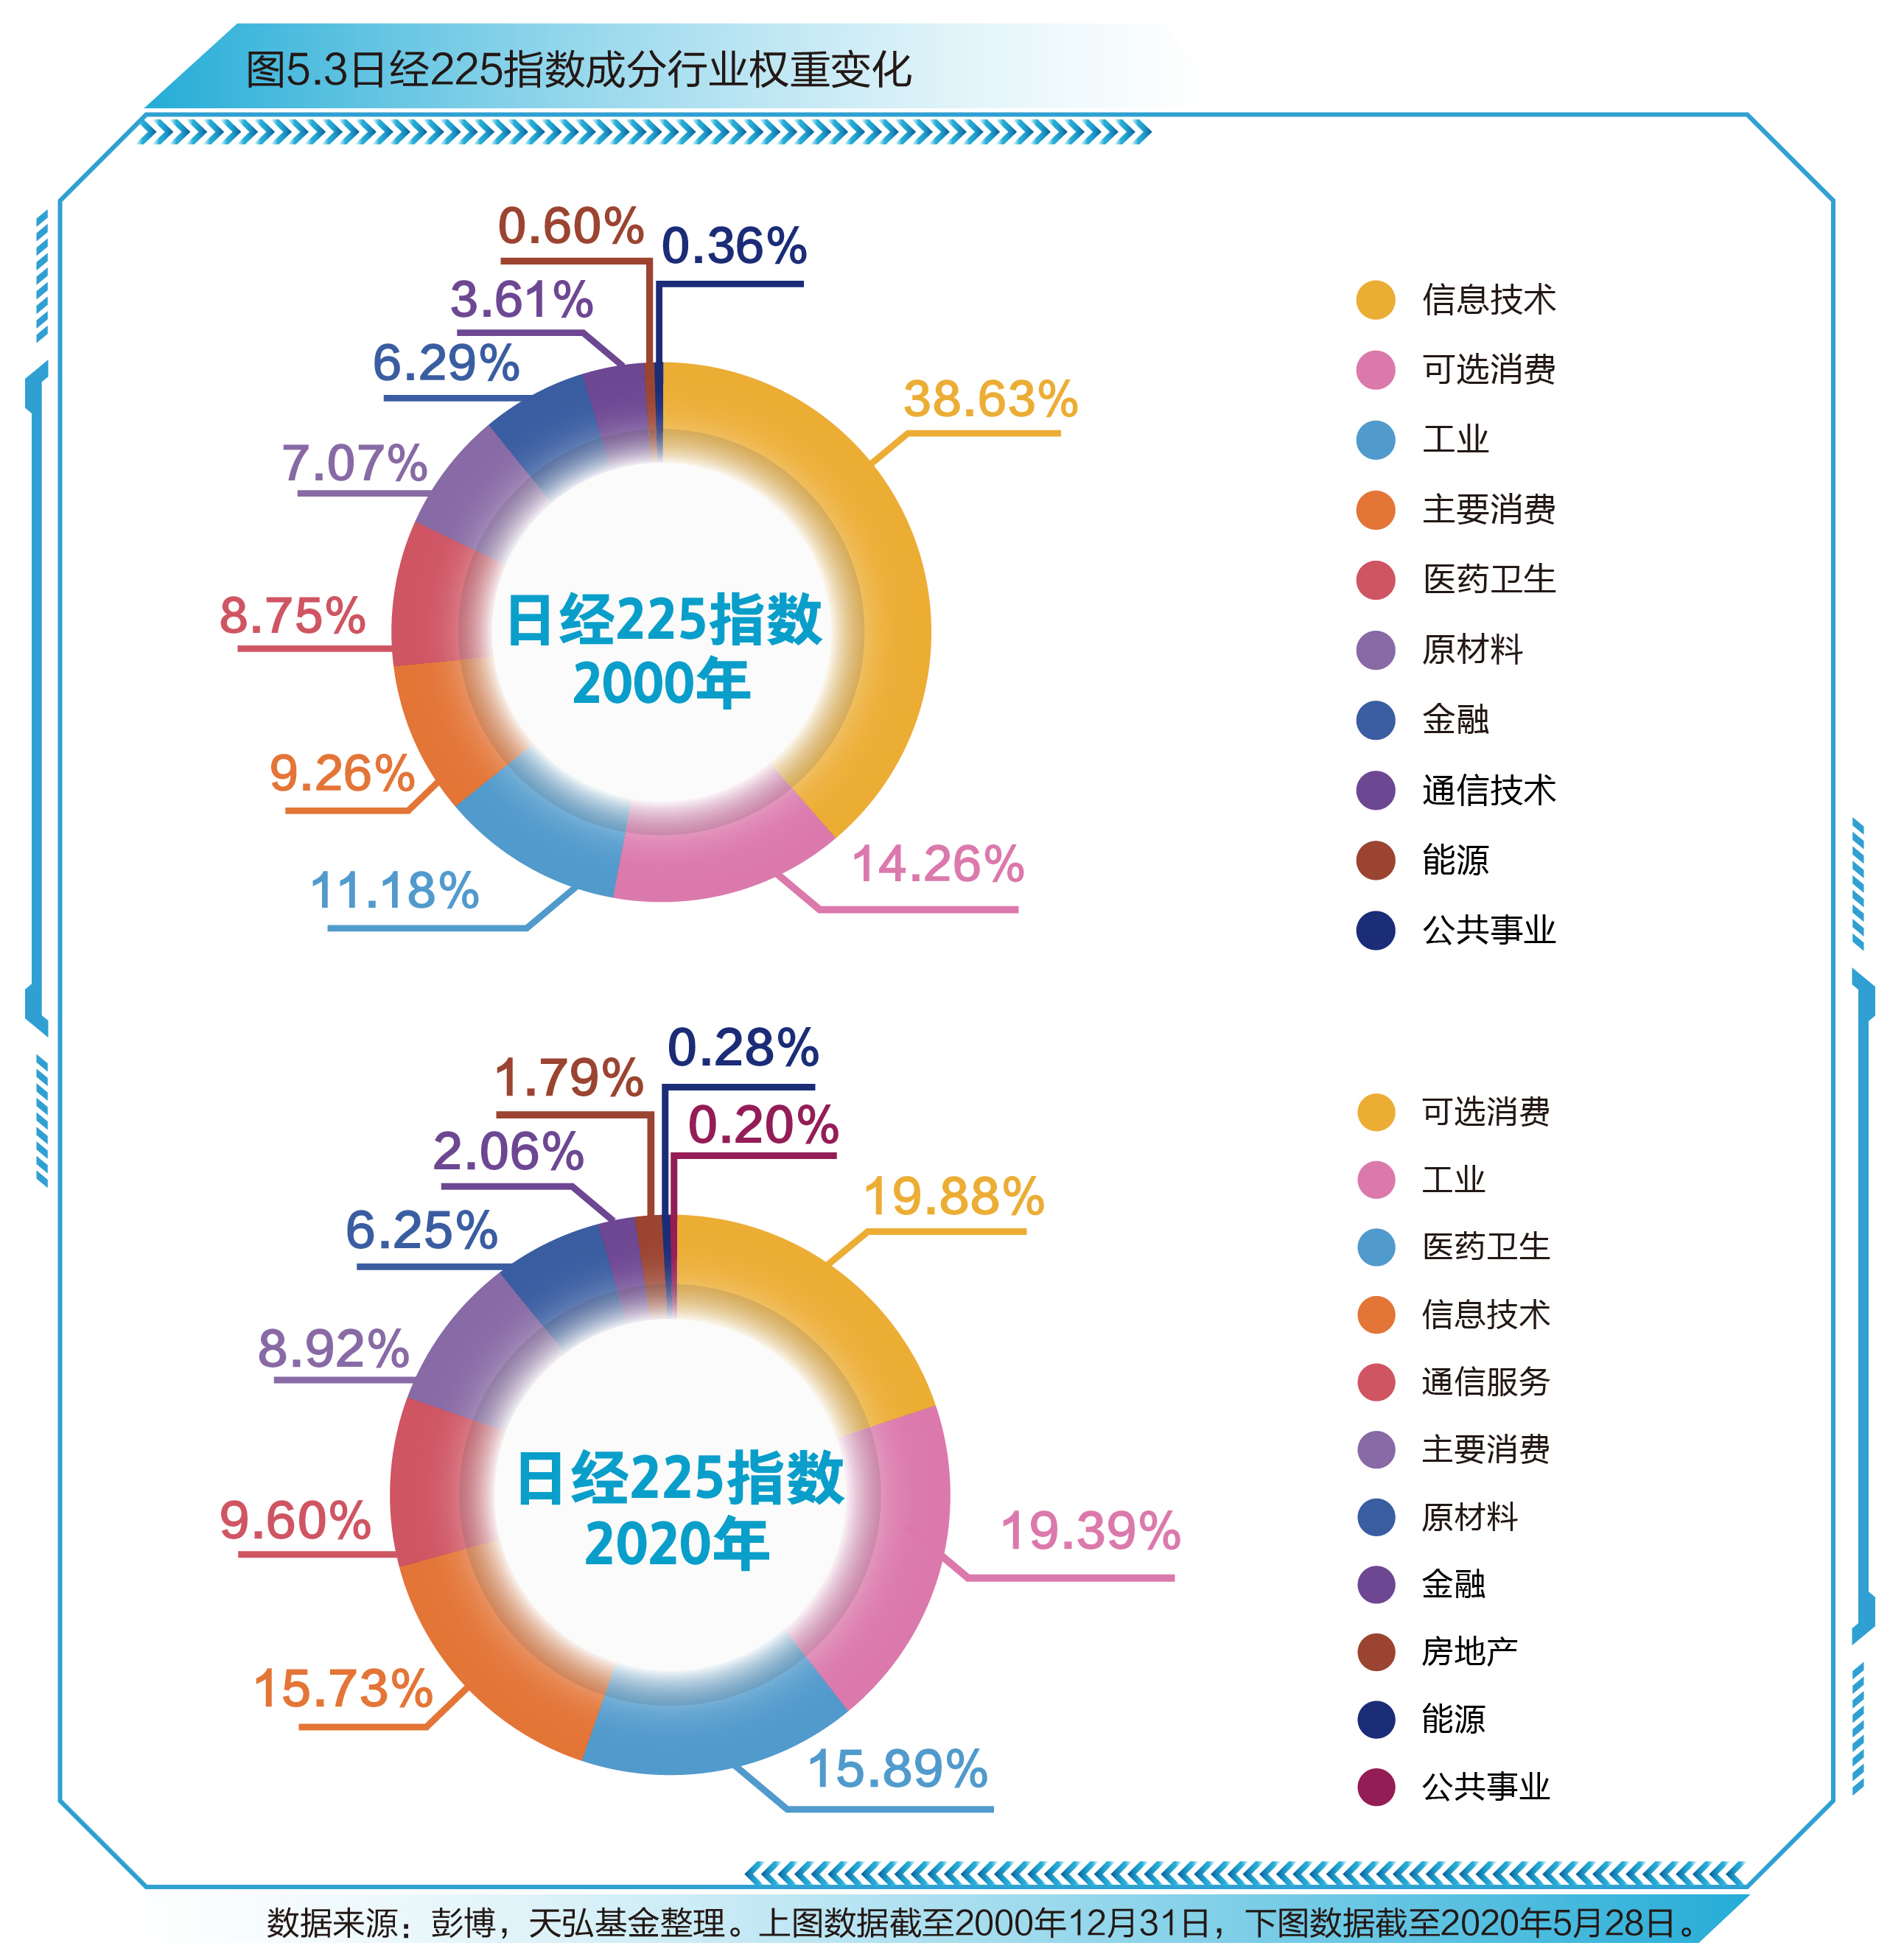 图5.3日经225指数成分行业权重变化
0.60%
0.36%
3.61%
6.29%
38.63%
7.07%
8.75%
日经225指数
2000年
9.26%
14.26%
11.18%
信息技术
可选消费
工业
主要消费
医药卫生
原材料
金融
通信技术
能源
公共事业
0.28%
1.79%
0.20%
2.06%
19.88%
6.25%
8.92%
日经225指数
2020年
9.60%
19.39%
15.73%
15.89%
可选消费
工业
医药卫生
信息技术
通信服务
主要消费
原材料
金融
房地产
能源
公共事业
数据来源：彭博，天弘基金整理。上图数据截至2000年12月31日，下图数据截至2020年5月28日。